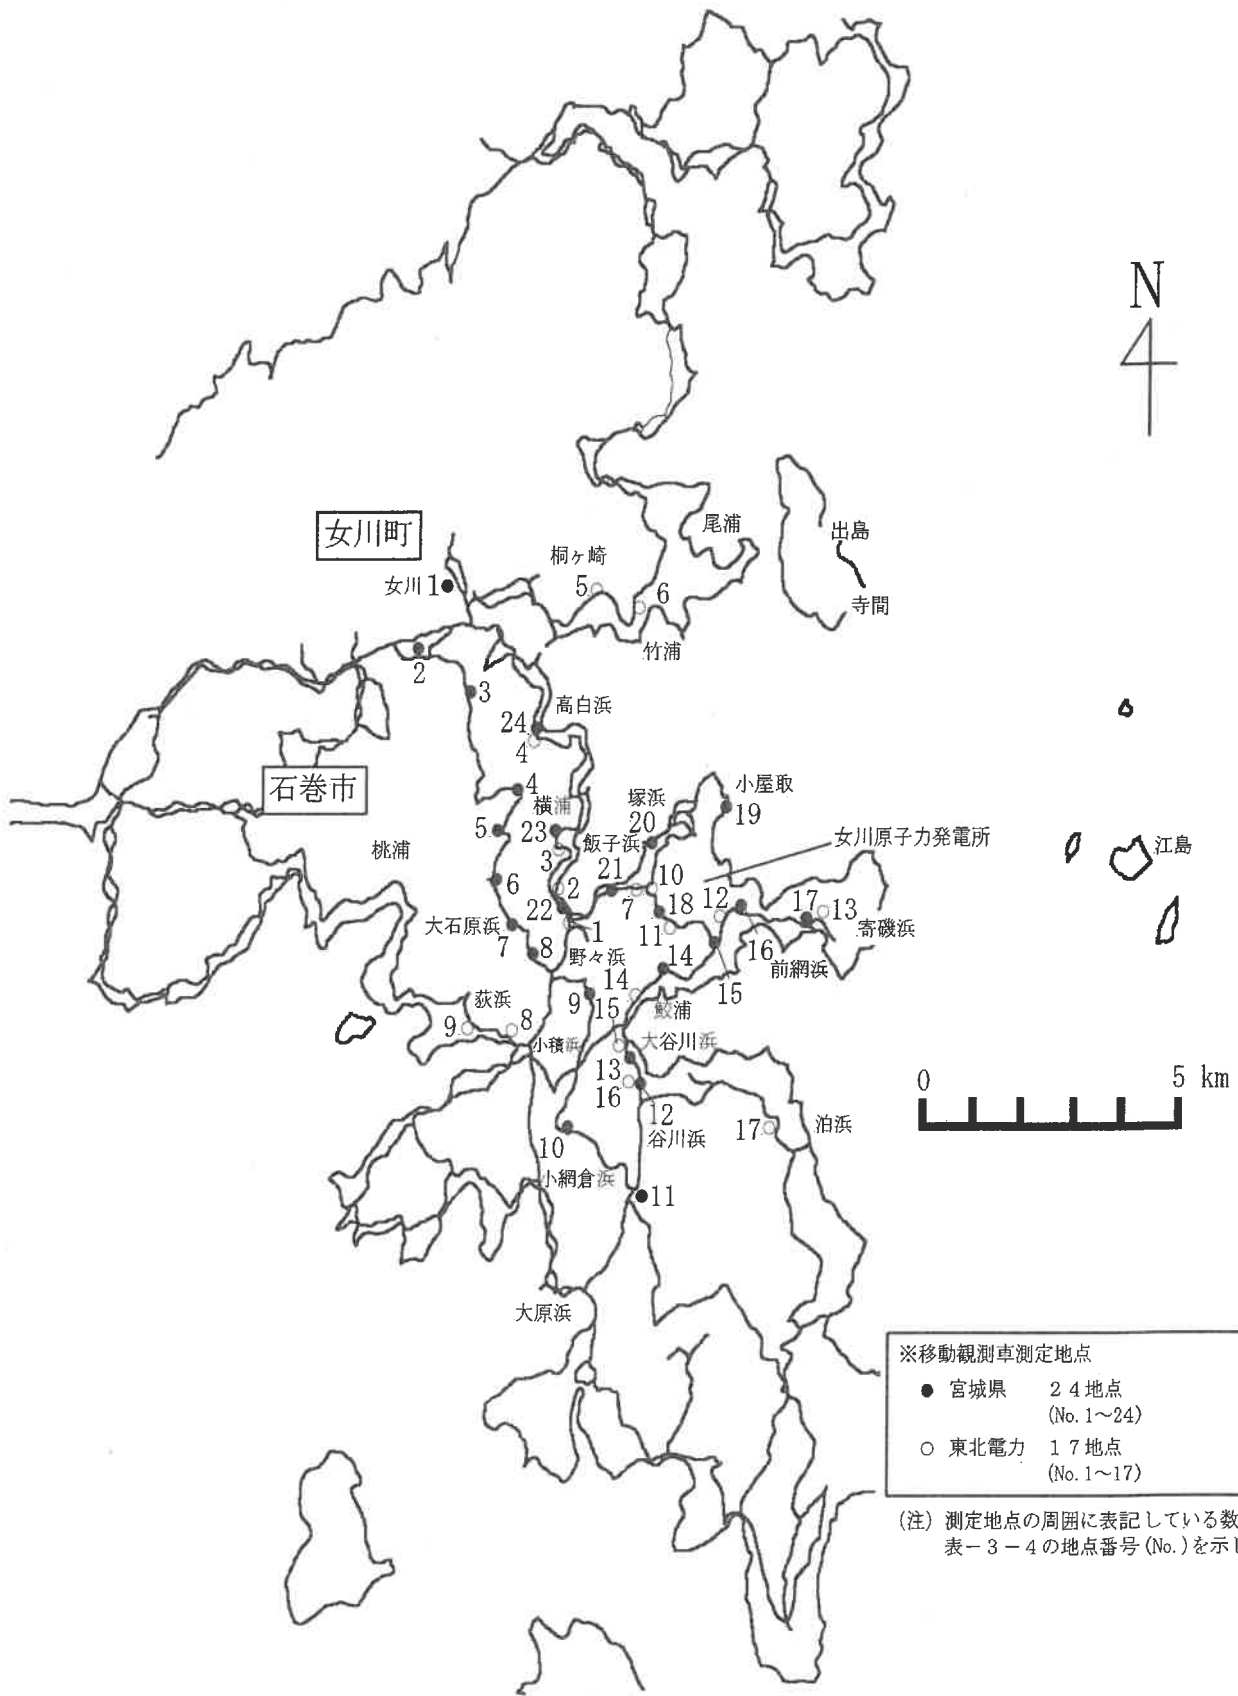 N
女川町
尾浦
出島
桐ヶ崎
女川 1
5
6
寺間
竹浦
2
3
高白浜
24
4
4
小屋取
石巻市
横浦
塚浜
19
5
23
飯子浜
20
女川原子力発電所
桃浦
3
江島
6
2
21
10
7
18
12
17
13
大石原浜
22
1
11
16
寄磯浜
7
8
野々浜
14
前網浜
9
14
15
15
鮫浦
荻浜
9
8
小積浜
大谷川浜
13
0
5 km
16
12
17
泊浜
谷川浜
10
小網倉浜
11
大原浜
※移動観測車測定地点
● 宮城県 24地点
(No.1～24)
○ 東北電力 17地点
(No.1～17)
(注) 測定地点の周囲に表記している数
表－3－4の地点番号(No.)を示し